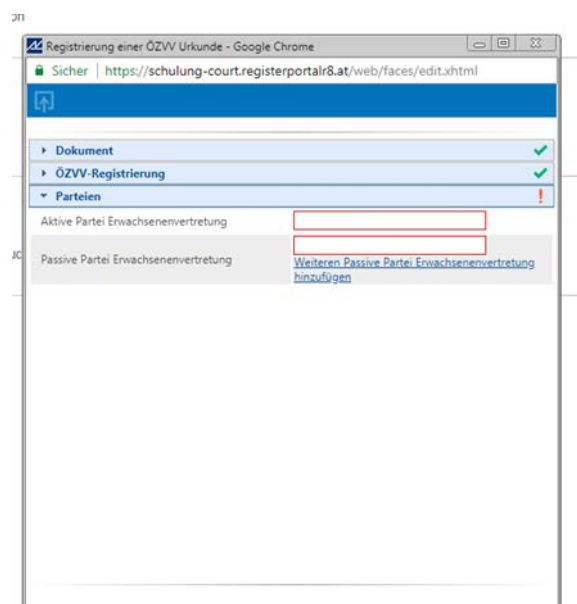 Registrierung einer ÖZVV Urkunde - Google Chrome
Sicher | https://schulung-court.registerportalr8.at/web/faces/edit.xhtml
Dokument
ÖZVV-Registrierung
Parteien
Aktive Partei Erwachsenenvertretung
Passive Partei Erwachsenenvertretung
Weiteren Passive Partei Erwachsenenvertretung
hinzufügen